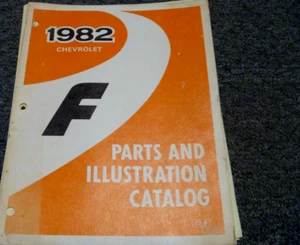 1982
CHEVROLET
F
PARTS AND
ILLUSTRATION
CATALOG